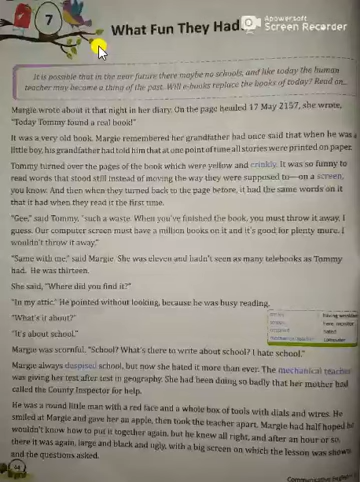 7
What Fun They Had
Apowersoft
Screen Recorder
It is possible that in the near future there maybe no schools, and like today the human
teacher may become a thing of the past. Will e-books replace the books of today? Read on...
Margie wrote about it that night in her diary. On the page headed 17 May 2157, she wrote,
"Today Tommy found a real book!"
It was a very old book. Margie remembered her grandfather had once said that when he was a
little boy, his grandfather had told him that at one point of time all stories were printed on paper.
Tommy turned over the pages of the book which were yellow and crinkly. It was so funny to
read words that stood still instead of moving the way they were supposed to—on a screen,
you know. And then when they turned back to the page before, it had the same words on it
that it had when they read it the first time.
"Gee," said Tommy, "such a waste. When you've finished the book, you must throw it away, I
guess. Our computer screen must have a million books on it and it's good for plenty more. I
wouldn't throw it away."
"Same with me," said Margie. She was eleven and hadn't seen as many telebooks as Tommy
had. He was thirteen.
She said, "Where did you find it?"
"In my attic." He pointed without looking, because he was busy reading.
"What's it about?"
"It's about school."
hated
mechanical teacher
computer
Margie was scornful. "School? What's there to write about school? I hate school."
Margie always despised school, but now she hated it more than ever. The mechanical teacher
was giving her test after test in geography. She had been doing so badly that her mother had
called the County Inspector for help.
He was a round little man with a red face and a whole box of tools with dials and wires. He
smiled at Margie and gave her an apple, then took the teacher apart. Margie had half hoped he
wouldn't know how to put it together again, but he knew all right, and after an hour or so,
there it was again, large and black and ugly, with a big screen on which the lesson was shown
and the questions asked.
54
Communicative English